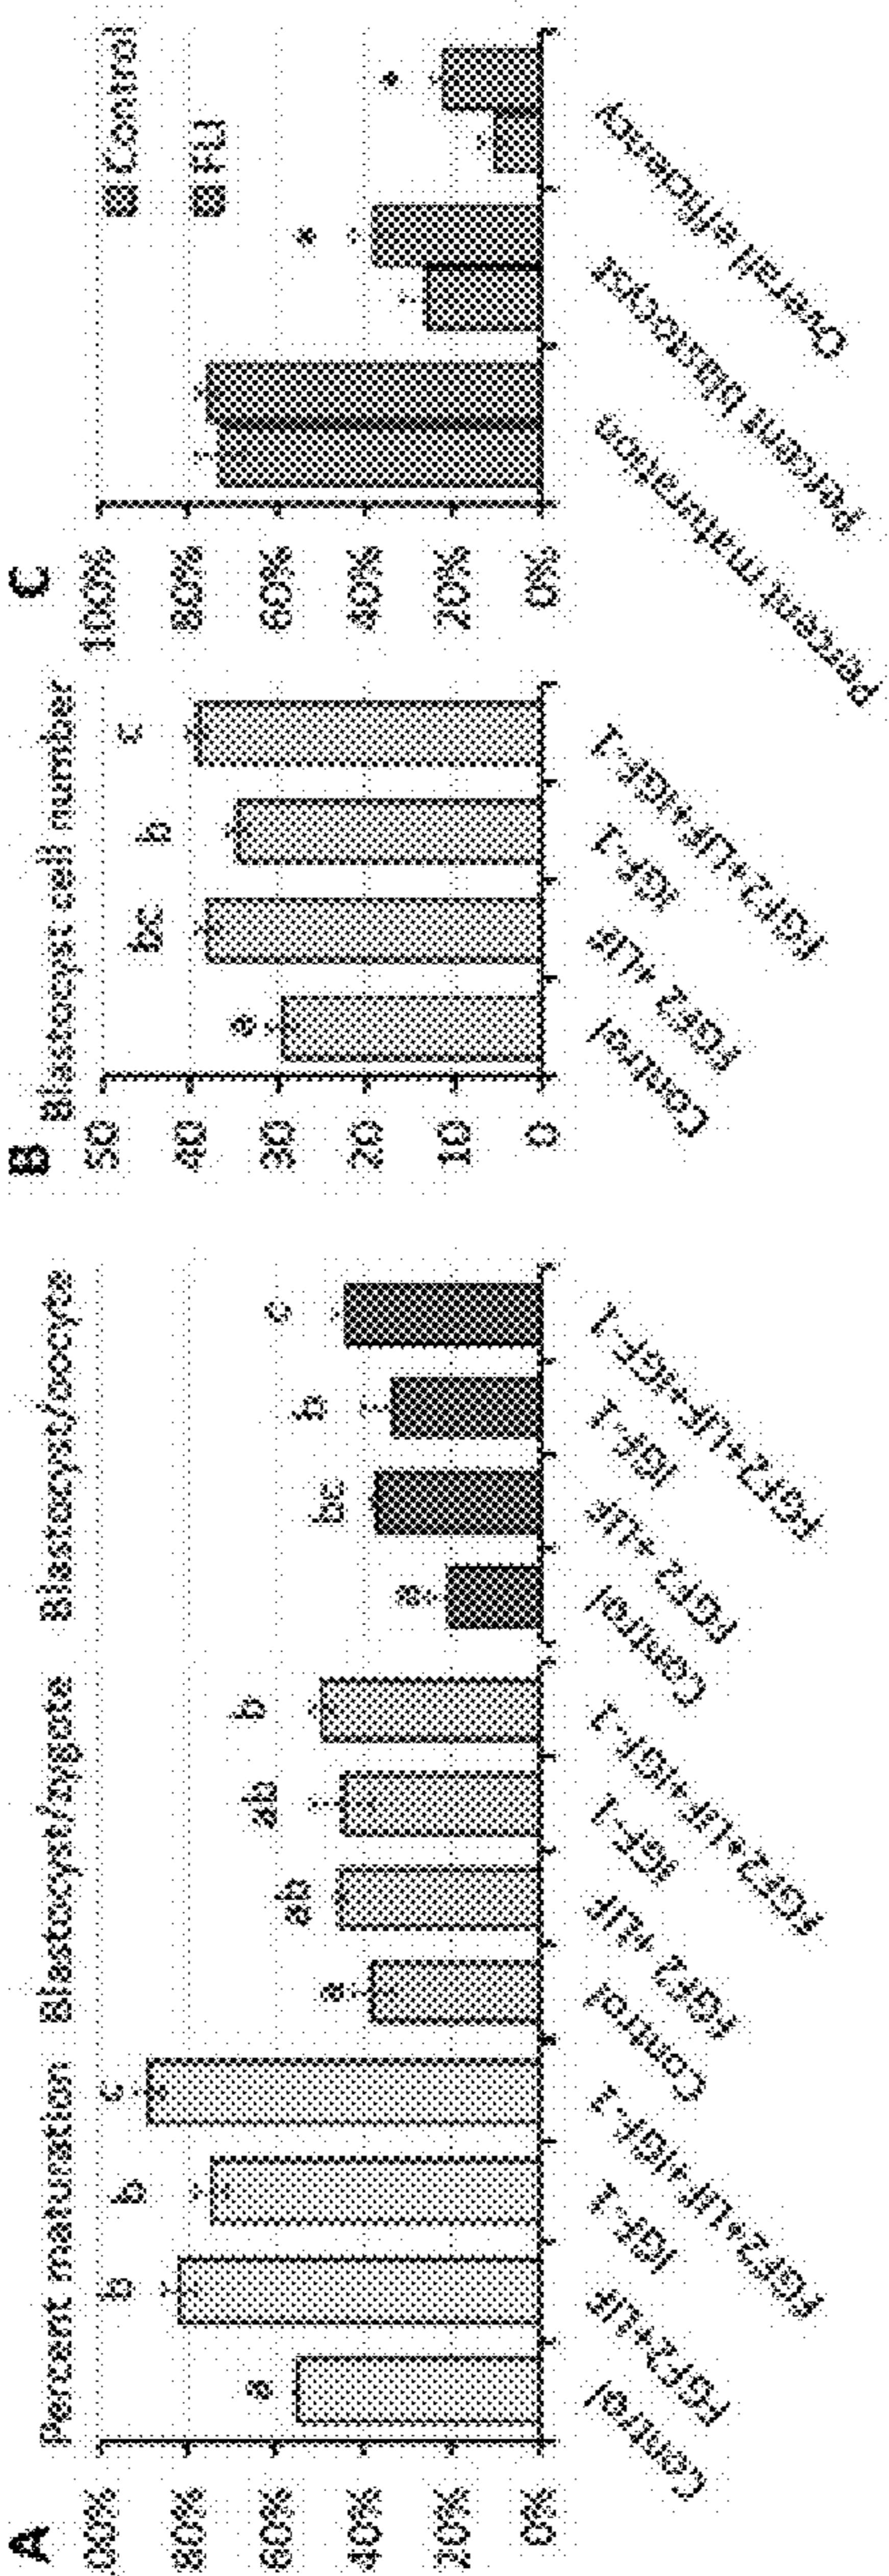 A
Percent maturation
Blastocyst/zygote
Blastocyst/oocyte
100%
80%
60%
40%
20%
0%
a
b
b
c
a
ab
ab
b
a
bc
b
c
Control
FGF2+LIF
IGF-1
FGF2+LIF+IGF-1
Control
FGF2 +LIF
IGF-1
FGF2+LIF+IGF-1
Control
FGF2 +LIF
IGF-1
FGF2+LIF+IGF-1
B
Blastocyst cell number
50
40
30
20
10
0
a
bc
b
c
Control
FGF2 +LIF
IGF-1
FGF2+LIF+IGF-1
C
100%
80%
60%
40%
20%
0%
Control
FLI
*
*
Percent maturation
Percent blastocyst
Overall efficiency